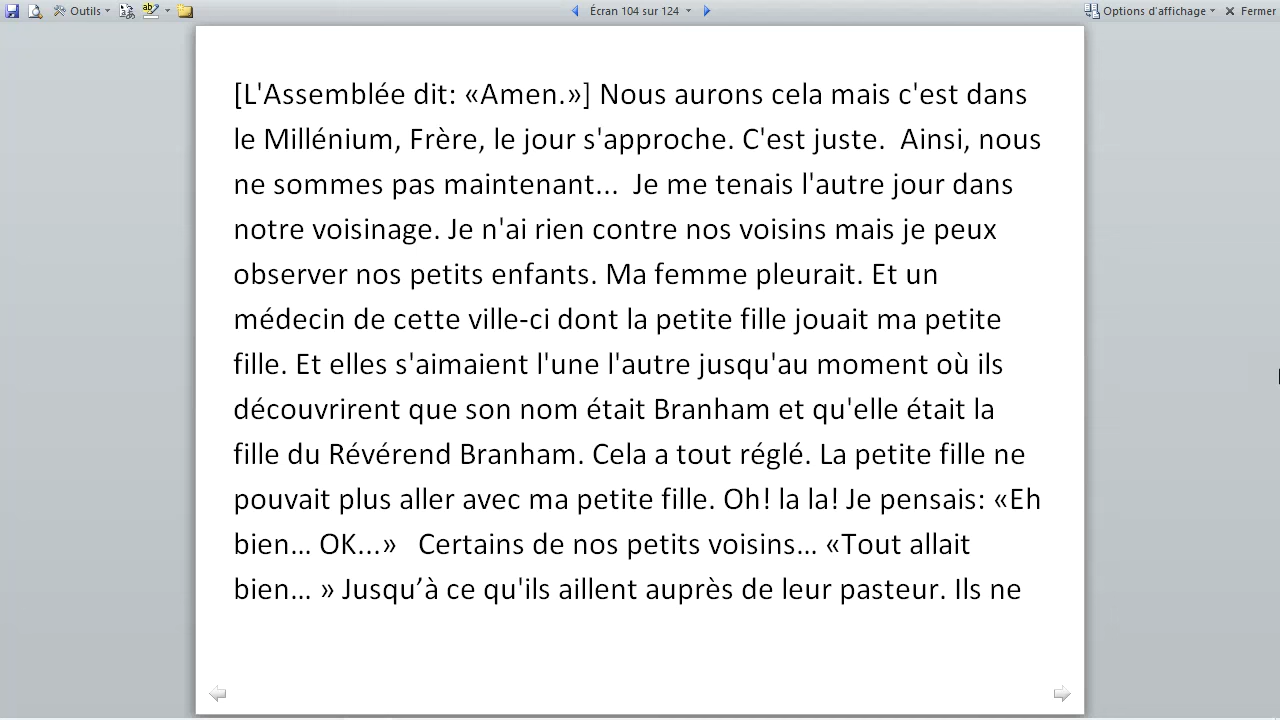 Outils
Écran 104 sur 124
Options d'affichage
Fermer
[L'Assemblée dit: «Amen.»] Nous aurons cela mais c'est dans
le Millénium, Frère, le jour s'approche. C'est juste.  Ainsi, nous
ne sommes pas maintenant...  Je me tenais l'autre jour dans
notre voisinage. Je n'ai rien contre nos voisins mais je peux
observer nos petits enfants. Ma femme pleurait. Et un
médecin de cette ville-ci dont la petite fille jouait ma petite
fille. Et elles s'aimaient l'une l'autre jusqu'au moment où ils
découvrirent que son nom était Branham et qu'elle était la
fille du Révérend Branham. Cela a tout réglé. La petite fille ne
pouvait plus aller avec ma petite fille. Oh! la la! Je pensais: «Eh
bien... OK...»   Certains de nos petits voisins... «Tout allait
bien... » Jusqu’à ce qu'ils aillent auprès de leur pasteur. Ils ne